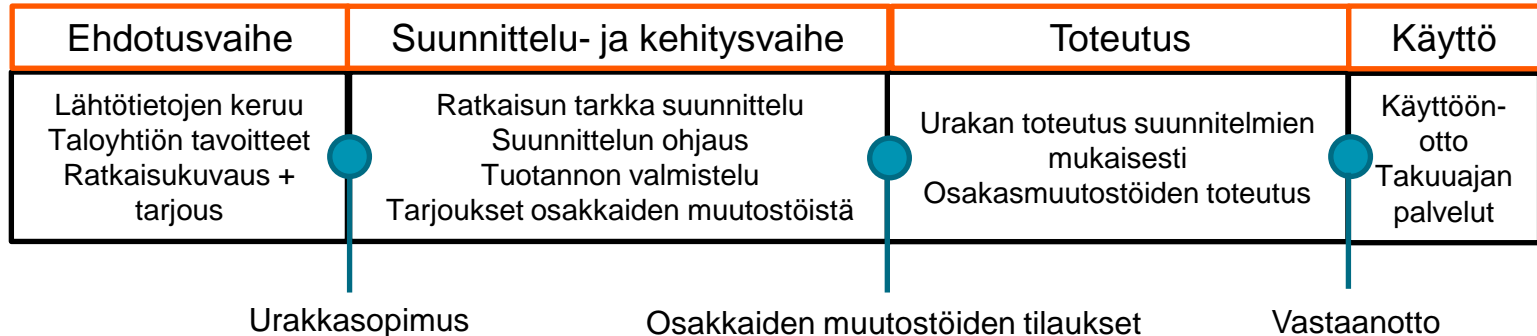 Ehdotusvaihe
Suunnittelu- ja kehitysvaihe
Toteutus
Käyttö
Lähtötietojen keruu
Taloyhtiön tavoitteet
Ratkaisukuvaus +
tarjous
Ratkaisun tarkka suunnittelu
Suunnittelun ohjaus
Tuotannon valmistelu
Tarjoukset osakkaiden muutostöistä
Urakan toteutus suunnitelmien
mukaisesti
Osakasmuutostöiden toteutus
Käyttöön-
otto
Takuuajan
palvelut
Urakkasopimus
Osakkaiden muutostöiden tilaukset
Vastaanotto